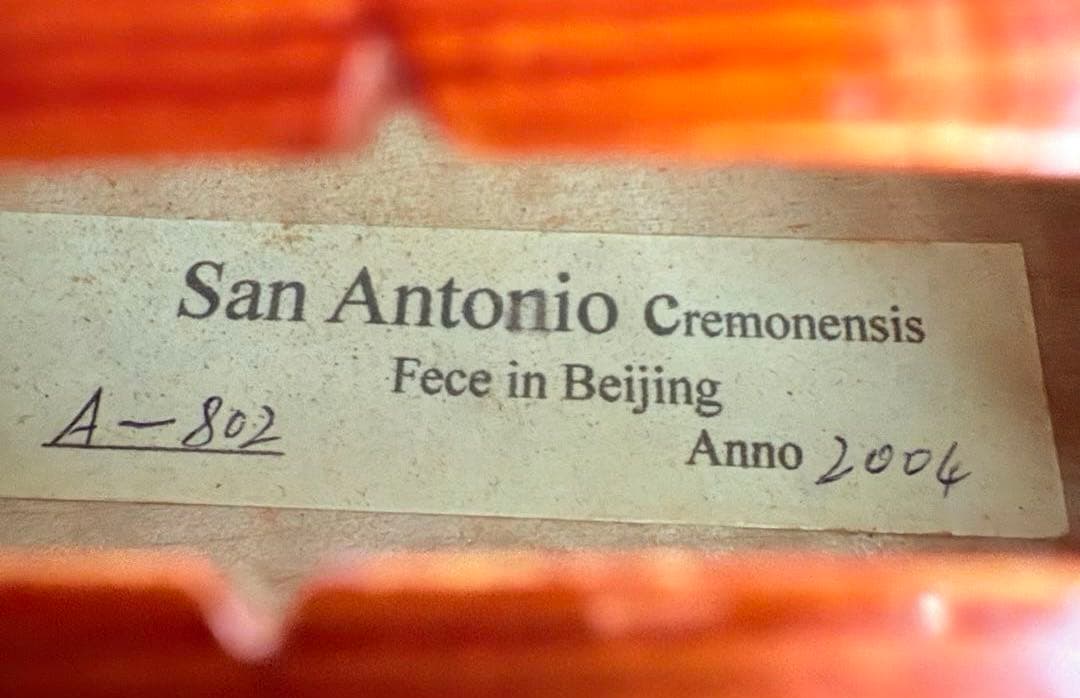 San Antonio Cremonensis
Fece in Beijing
A-802
Anno 2004